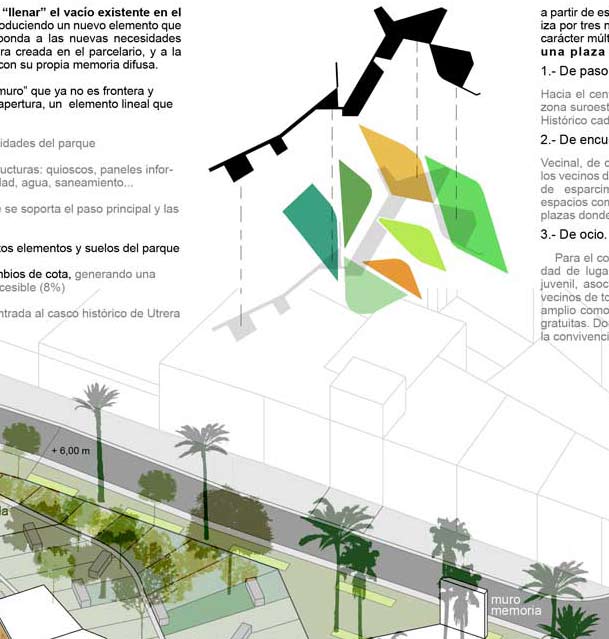 "llenar" el vacío existente en el
oduciendo un nuevo elemento que
ponda a las nuevas necesidades
ra creada en el parcelario, y a la
con su propia memoria difusa.
muro" que ya no es frontera y
apertura, un elemento lineal que
idades del parque
ructuras: quioscos, paneles infor-
dad, agua, saneamiento...
e se soporta el paso principal y las
tos elementos y suelos del parque
mbios de cota, generando una
cesible (8%)
ntrada al casco histórico de Utrera
a partir de es
iza por tres n
carácter múlt
una plaza
1.- De paso
Hacia el cen
zona suroest
Histórico cad
2.- De encu
Vecinal, de c
los vecinos d
de esparcim
espacios com
plazas donde
3.- De ocio.
Para el co
dad de luga
juvenil, asoc
vecinos de to
amplio como
gratuitas. Do
la convivenci
+ 6,00 m
la
muro
memoria